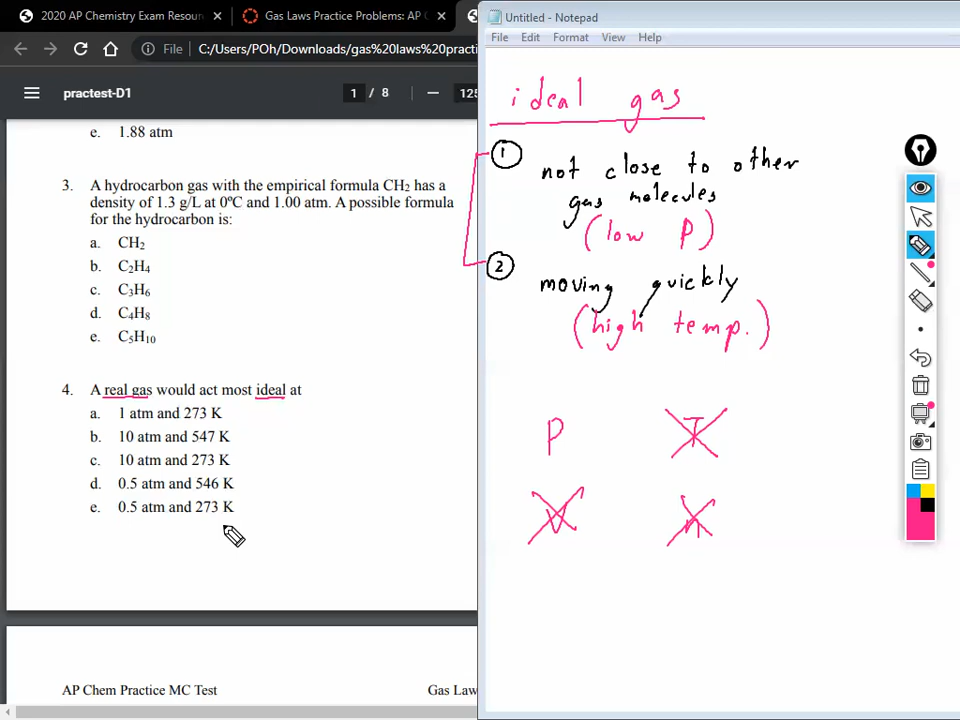 2020 AP Chemistry Exam Resour
Gas Laws Practice Problems: AP C
File
C:/Users/POh/Downloads/gas%20laws%20practi
practest-D1
1 / 8
125
e. 1.88 atm
3. A hydrocarbon gas with the empirical formula CH₂ has a
density of 1.3 g/L at 0ºC and 1.00 atm. A possible formula
for the hydrocarbon is:
a. CH₂
b. C₂H₄
c. C₃H₆
d. C₄H₈
e. C₅H₁₀
4. A real gas would act most ideal at
a. 1 atm and 273 K
b. 10 atm and 547 K
c. 10 atm and 273 K
d. 0.5 atm and 546 K
e. 0.5 atm and 273 K
AP Chem Practice MC Test
Gas Law
Untitled - Notepad
File Edit Format View Help
ideal gas
1 not close to other
gas molecules
(low P)
2 moving quickly
(high temp.)
P T
V n